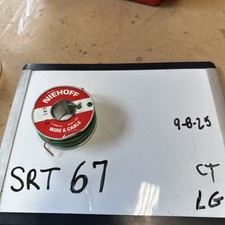 NIEHOFF
WIRE & CABLE
9-8-25
SRT 67
CT
LG